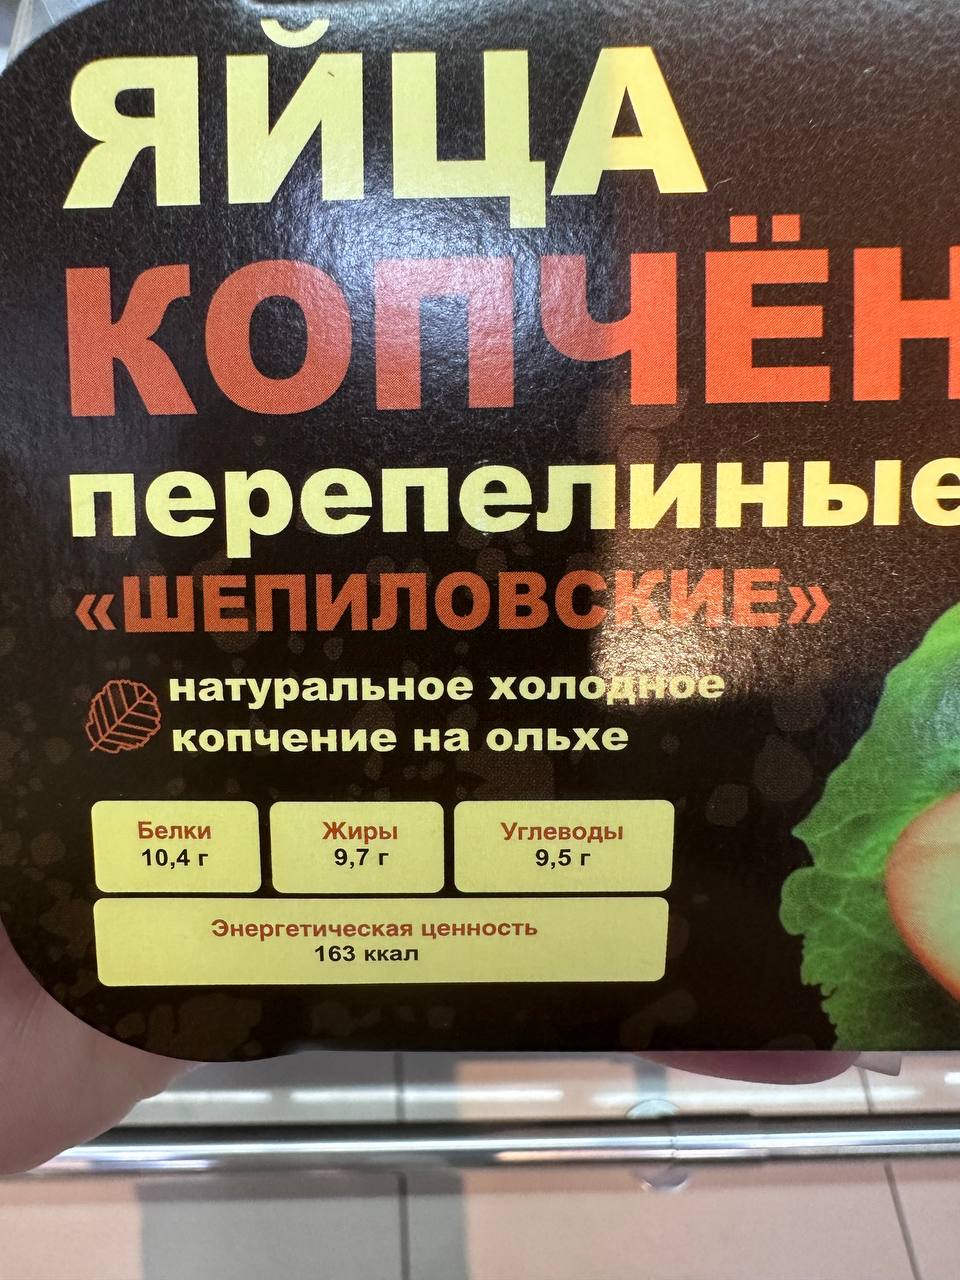 ЯЙЦА
КОПЧЁН
перепелиные
«ШЕПИЛОВСКИЕ»
натуральное холодное
копчение на ольхе
Белки
10,4 г
Жиры
9,7 г
Углеводы
9,5 г
Энергетическая ценность
163 ккал